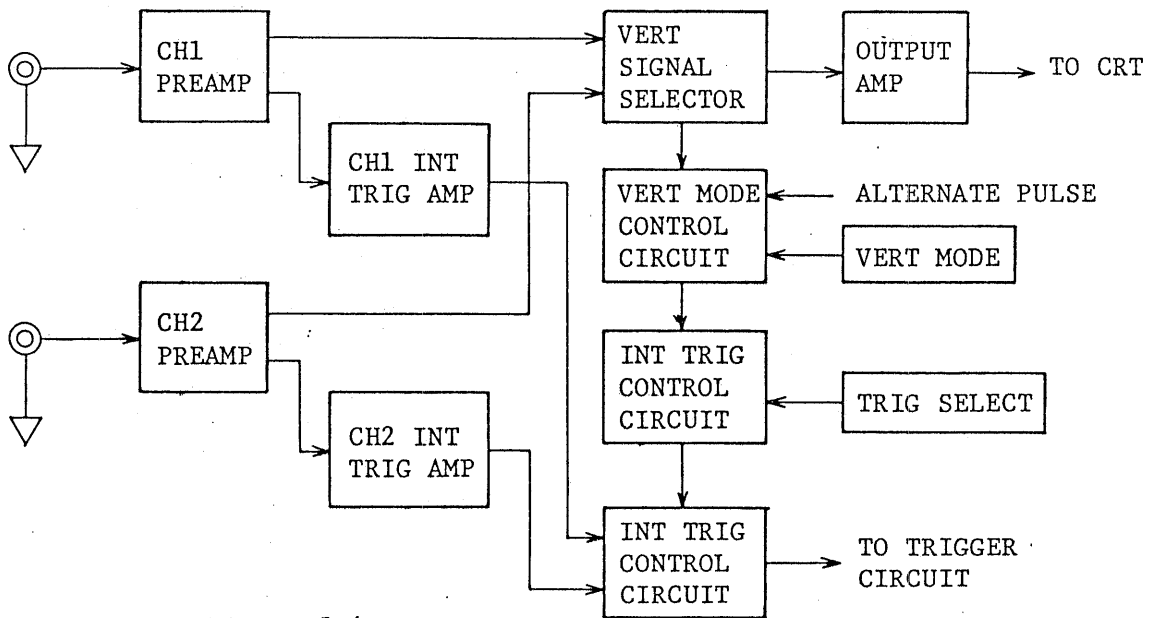 CH1
PREAMP
VERT
SIGNAL
SELECTOR
OUTPUT
AMP
TO CRT
CH1 INT
TRIG AMP
VERT MODE
CONTROL
CIRCUIT
ALTERNATE PULSE
VERT MODE
CH2
PREAMP
INT TRIG
CONTROL
CIRCUIT
TRIG SELECT
CH2 INT
TRIG AMP
INT TRIG
CONTROL
CIRCUIT
TO TRIGGER
CIRCUIT